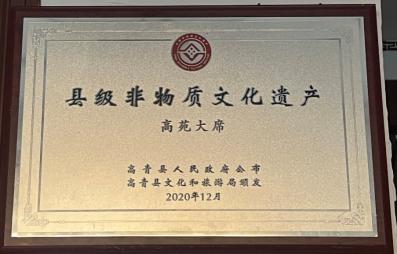 县级非物质文化遗产
高苑大席
高青县人民政府公布
高青县文化和旅游局颁发
2020年12月